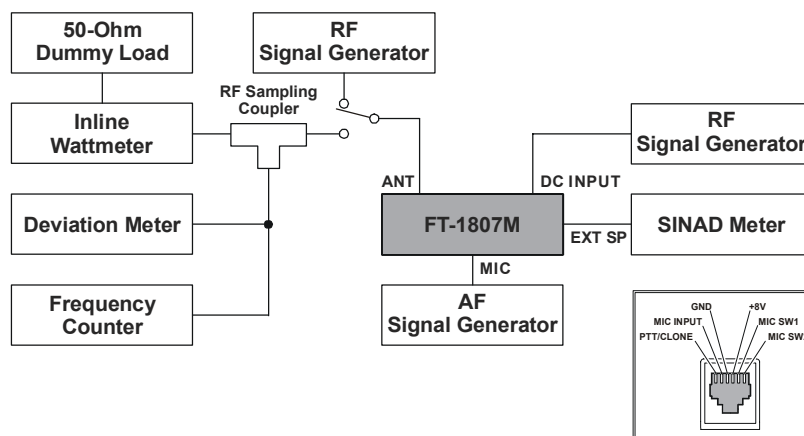 50-Ohm
Dummy Load
RF
Signal Generator
RF Sampling
Coupler
Inline
Wattmeter
RF
Signal Generator
ANT
DC INPUT
Deviation Meter
FT-1807M
EXT SP
SINAD Meter
MIC
Frequency
Counter
AF
Signal Generator
GND
+8V
MIC INPUT
MIC SW1
PTT/CLONE
MIC SW